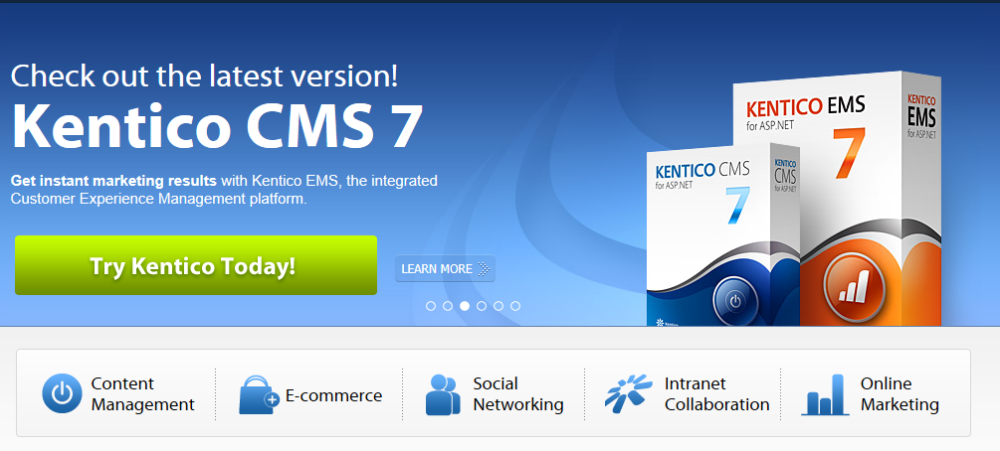 Check out the latest version!
Kentico CMS 7
Get instant marketing results with Kentico EMS, the integrated
Customer Experience Management platform.
Try Kentico Today!
LEARN MORE
KENTICO CMS
for ASP.NET
7
KENTICO
CMS
for ASP.NET
Kentico
KENTICO EMS
for ASP.NET
7
KENTICO
EMS
for ASP.NET
Content
Management
E-commerce
Social
Networking
Intranet
Collaboration
Online
Marketing